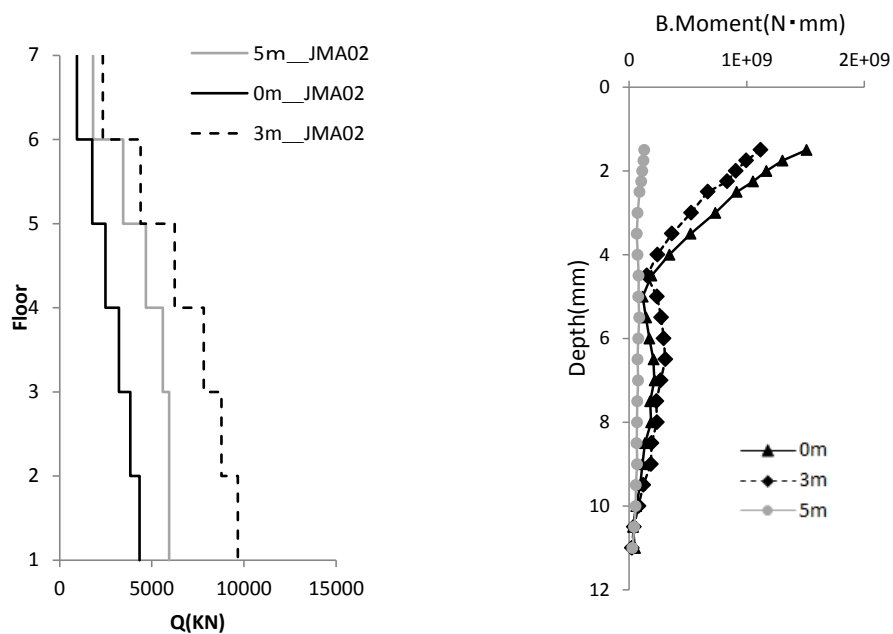 7
6
5
4
3
2
1
Floor
0
5000
10000
15000
Q(KN)
5m__JMA02
0m__JMA02
3m__JMA02
B.Moment(N・mm)
0
1E+09
2E+09
0
2
4
6
8
10
12
Depth(mm)
0m
3m
5m